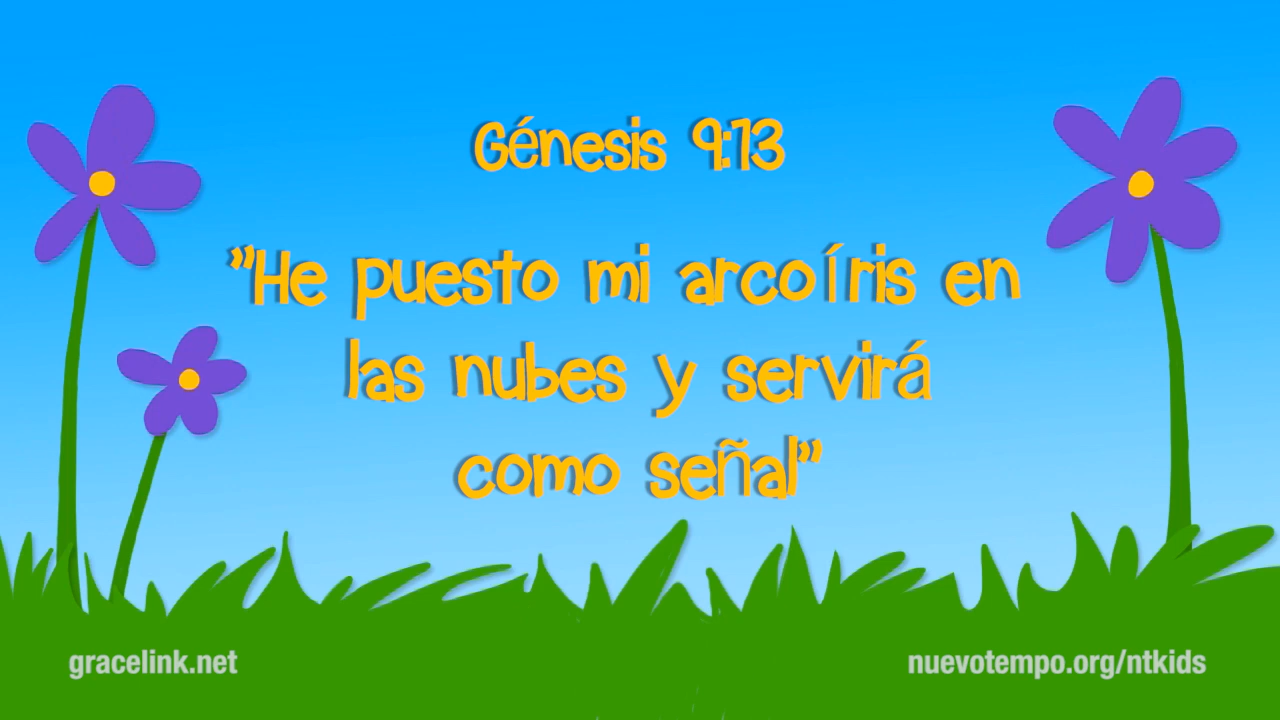 Génesis 9:13
"He puesto mi arcoíris en
las nubes y servirá
como señal"
gracelink.net
nuevotempo.org/ntkids